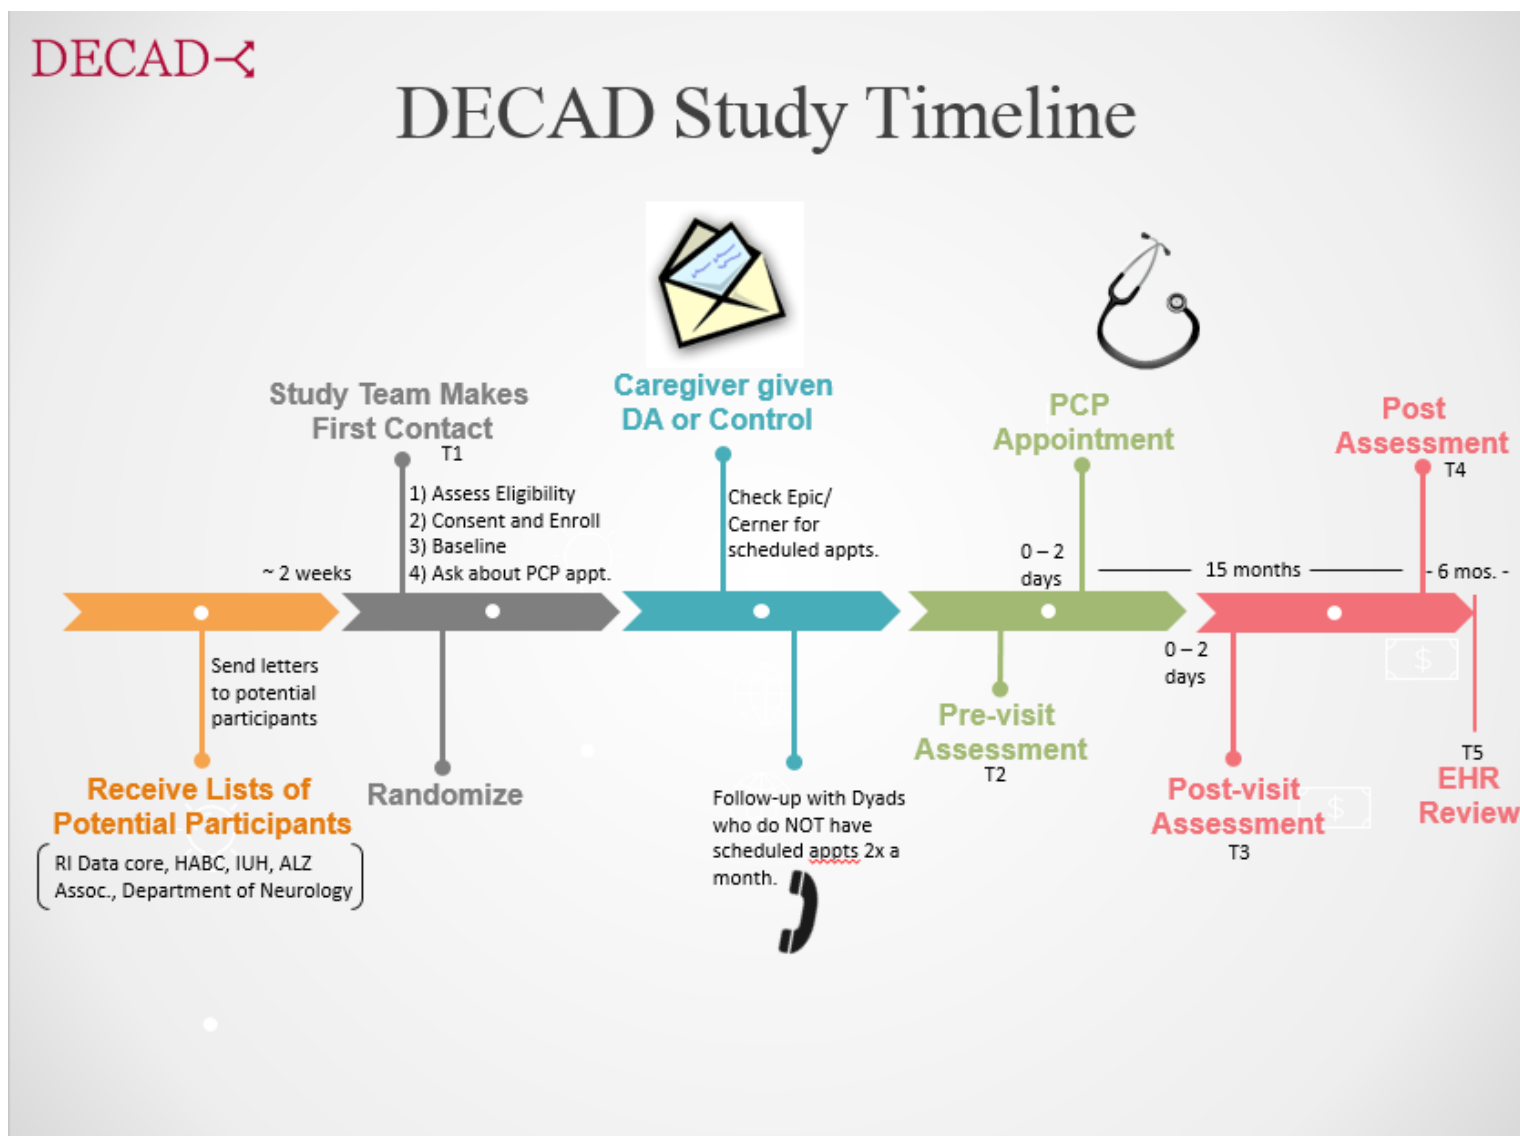 DECAD
DECAD Study Timeline
Study Team Makes
First Contact
T1
1) Assess Eligibility
2) Consent and Enroll
3) Baseline
4) Ask about PCP appt.
~ 2 weeks
Caregiver given
DA or Control
Check Epic/
Cerner for
scheduled appts.
PCP
Appointment
0 – 2
days
15 months
Post
Assessment
T4
- 6 mos. -
Send letters
to potential
participants
Receive Lists of
Potential Participants
RI Data core, HABC, IUH, ALZ
Assoc., Department of Neurology
Randomize
Follow-up with Dyads
who do NOT have
scheduled appts 2x a
month.
Pre-visit
Assessment
T2
0 – 2
days
Post-visit
Assessment
T3
T5
EHR
Review
$
$